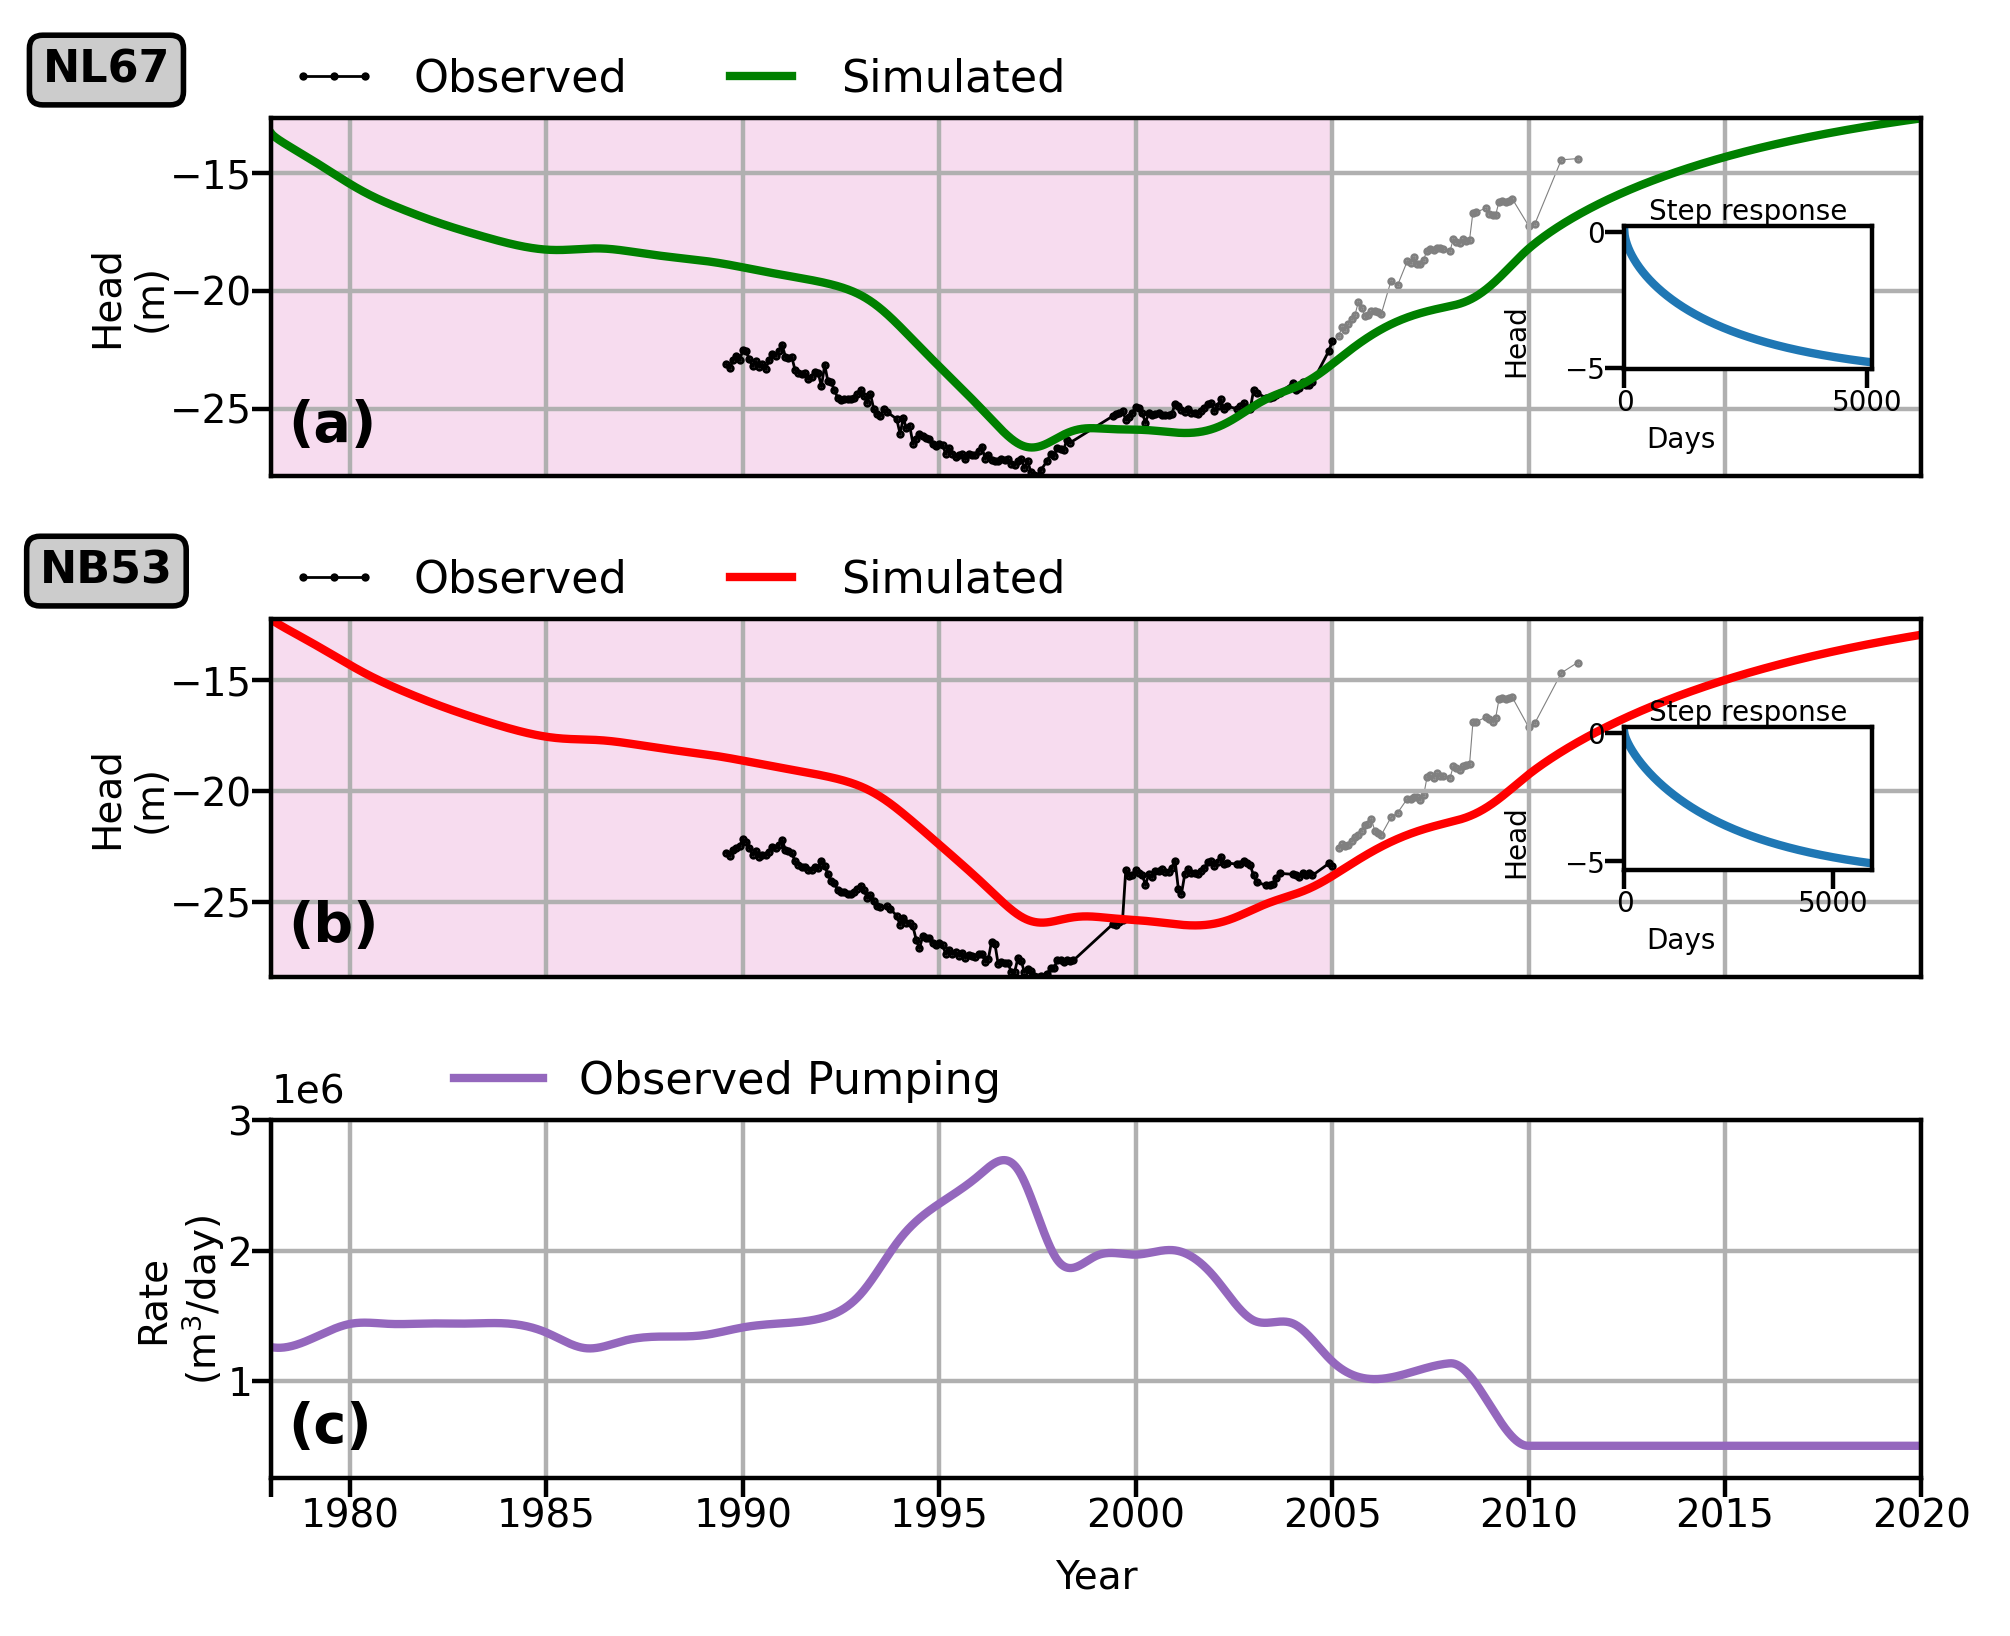 NL67
Observed
Simulated
−15
−20
−25
Head
(m)
(a)
Step response
0
−5
Head
0
5000
Days
NB53
Observed
Simulated
−15
−20
−25
Head
(m)
(b)
Step response
0
−5
Head
0
5000
Days
1e6
Observed Pumping
3
2
1
Rate
(m³/day)
(c)
1980 1985 1990 1995 2000 2005 2010 2015 2020
Year